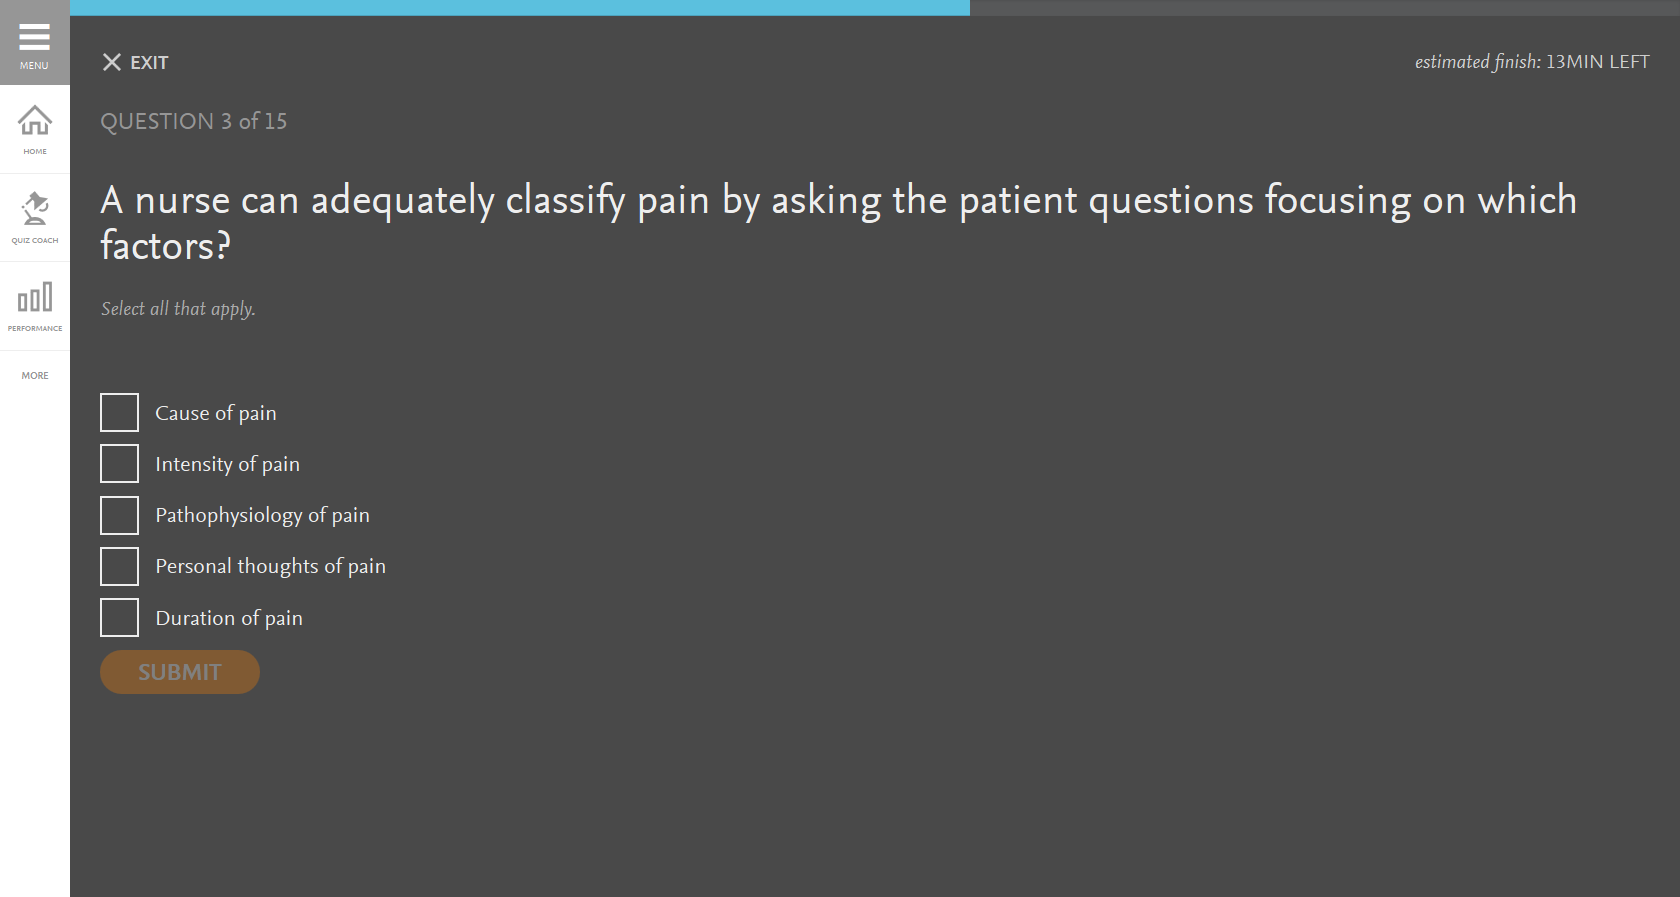 MENU
HOME
QUIZ COACH
PERFORMANCE
MORE
EXIT
estimated finish: 13MIN LEFT
QUESTION 3 of 15
A nurse can adequately classify pain by asking the patient questions focusing on which
factors?
Select all that apply.
Cause of pain
Intensity of pain
Pathophysiology of pain
Personal thoughts of pain
Duration of pain
SUBMIT